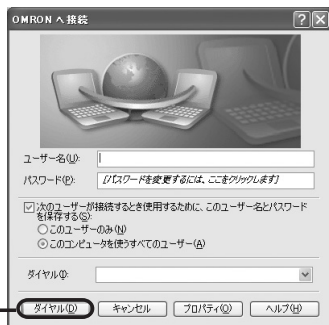 OMRON へ接続
ユーザー名(U):
パスワード(P): [パスワードを変更するには、ここをクリックします]
次のユーザーが接続するとき使用するために、このユーザー名とパスワード
を保存する(S):
このユーザーのみ(N)
このコンピュータを使うすべてのユーザー(A)
ダイヤル(I):
ダイヤル(D) キャンセル プロパティ(O) ヘルプ(H)